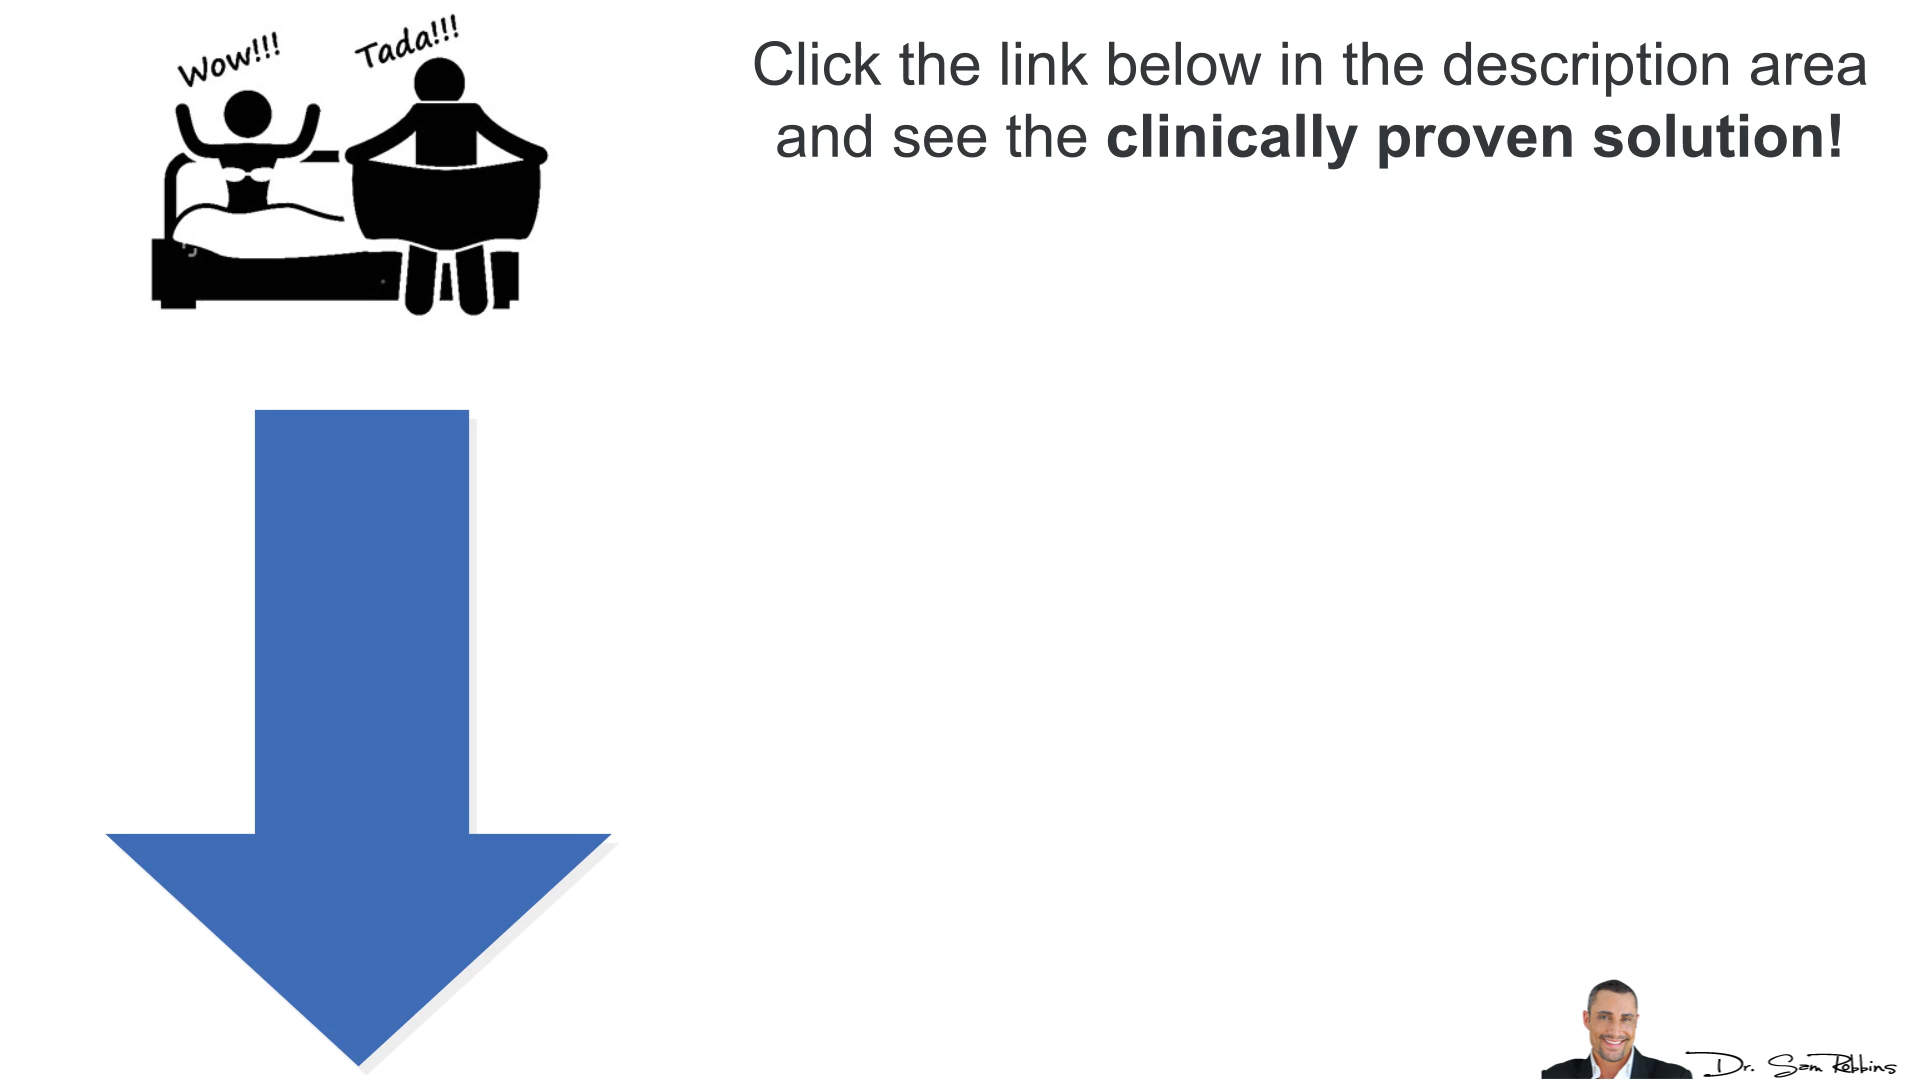 Wow!!!
Tada!!!
Click the link below in the description area
and see the clinically proven solution!
Dr. Sam Robbins